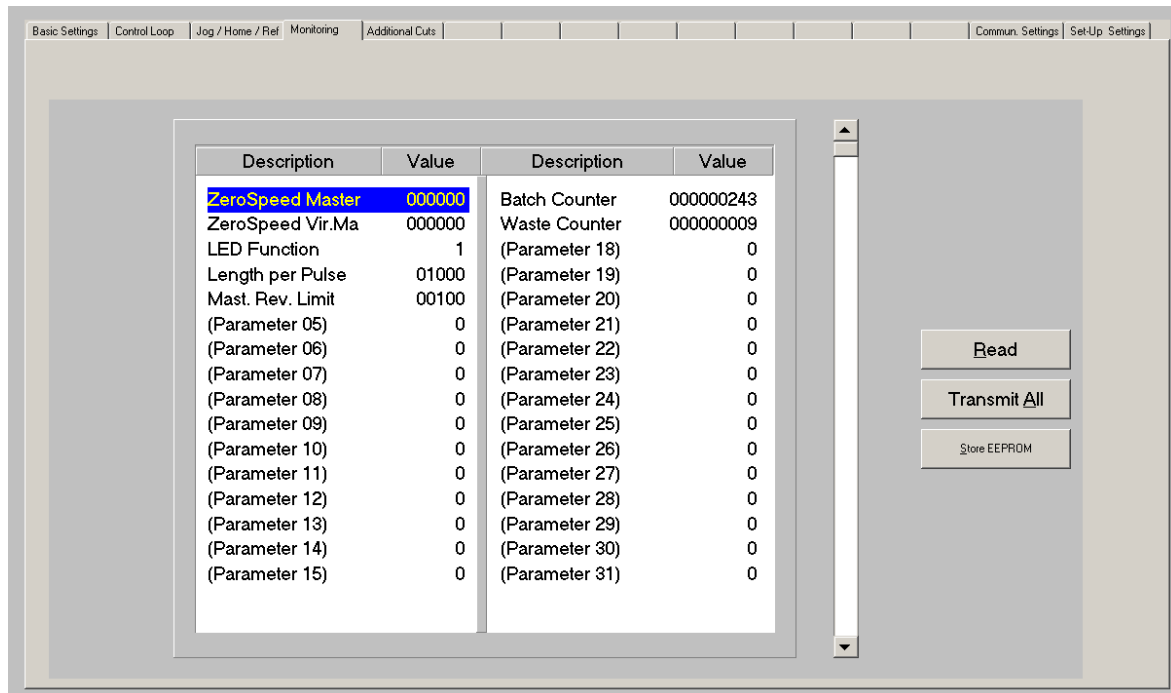 Basic Settings Control Loop Jog / Home / Ref Monitoring Additional Cuts Commun. Settings Set-Up Settings
Description Value Description Value
ZeroSpeed Master 000000 Batch Counter 000000243
ZeroSpeed Vir.Ma 000000 Waste Counter 000000009
LED Function 1 (Parameter 18) 0
Length per Pulse 01000 (Parameter 19) 0
Mast. Rev. Limit 00100 (Parameter 20) 0
(Parameter 05) 0 (Parameter 21) 0
(Parameter 06) 0 (Parameter 22) 0
(Parameter 07) 0 (Parameter 23) 0
(Parameter 08) 0 (Parameter 24) 0
(Parameter 09) 0 (Parameter 25) 0
(Parameter 10) 0 (Parameter 26) 0
(Parameter 11) 0 (Parameter 27) 0
(Parameter 12) 0 (Parameter 28) 0
(Parameter 13) 0 (Parameter 29) 0
(Parameter 14) 0 (Parameter 30) 0
(Parameter 15) 0 (Parameter 31) 0
Read
Transmit All
Store EEPROM